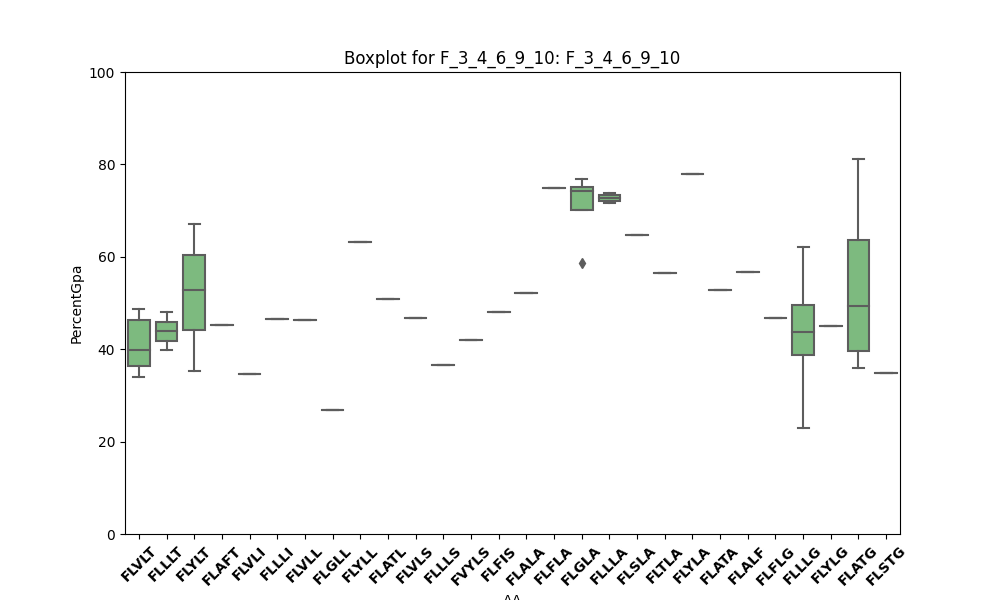 Boxplot for F_3_4_6_9_10: F_3_4_6_9_10
100
80
60
40
20
0
PercentGpa
FLVLT FLLLT FLYLT FLAFT FLVLI FLLLI FLVLL FLGLL FLYLL FLATL FLVLS FLLLS FVYLS FLFIS FLALA FLFLA FLGLA FLLLA FLSLA FLTLA FLYLA FLATA FLALF FLFLG FLLLG FLYLG FLATG FLSTG
AA